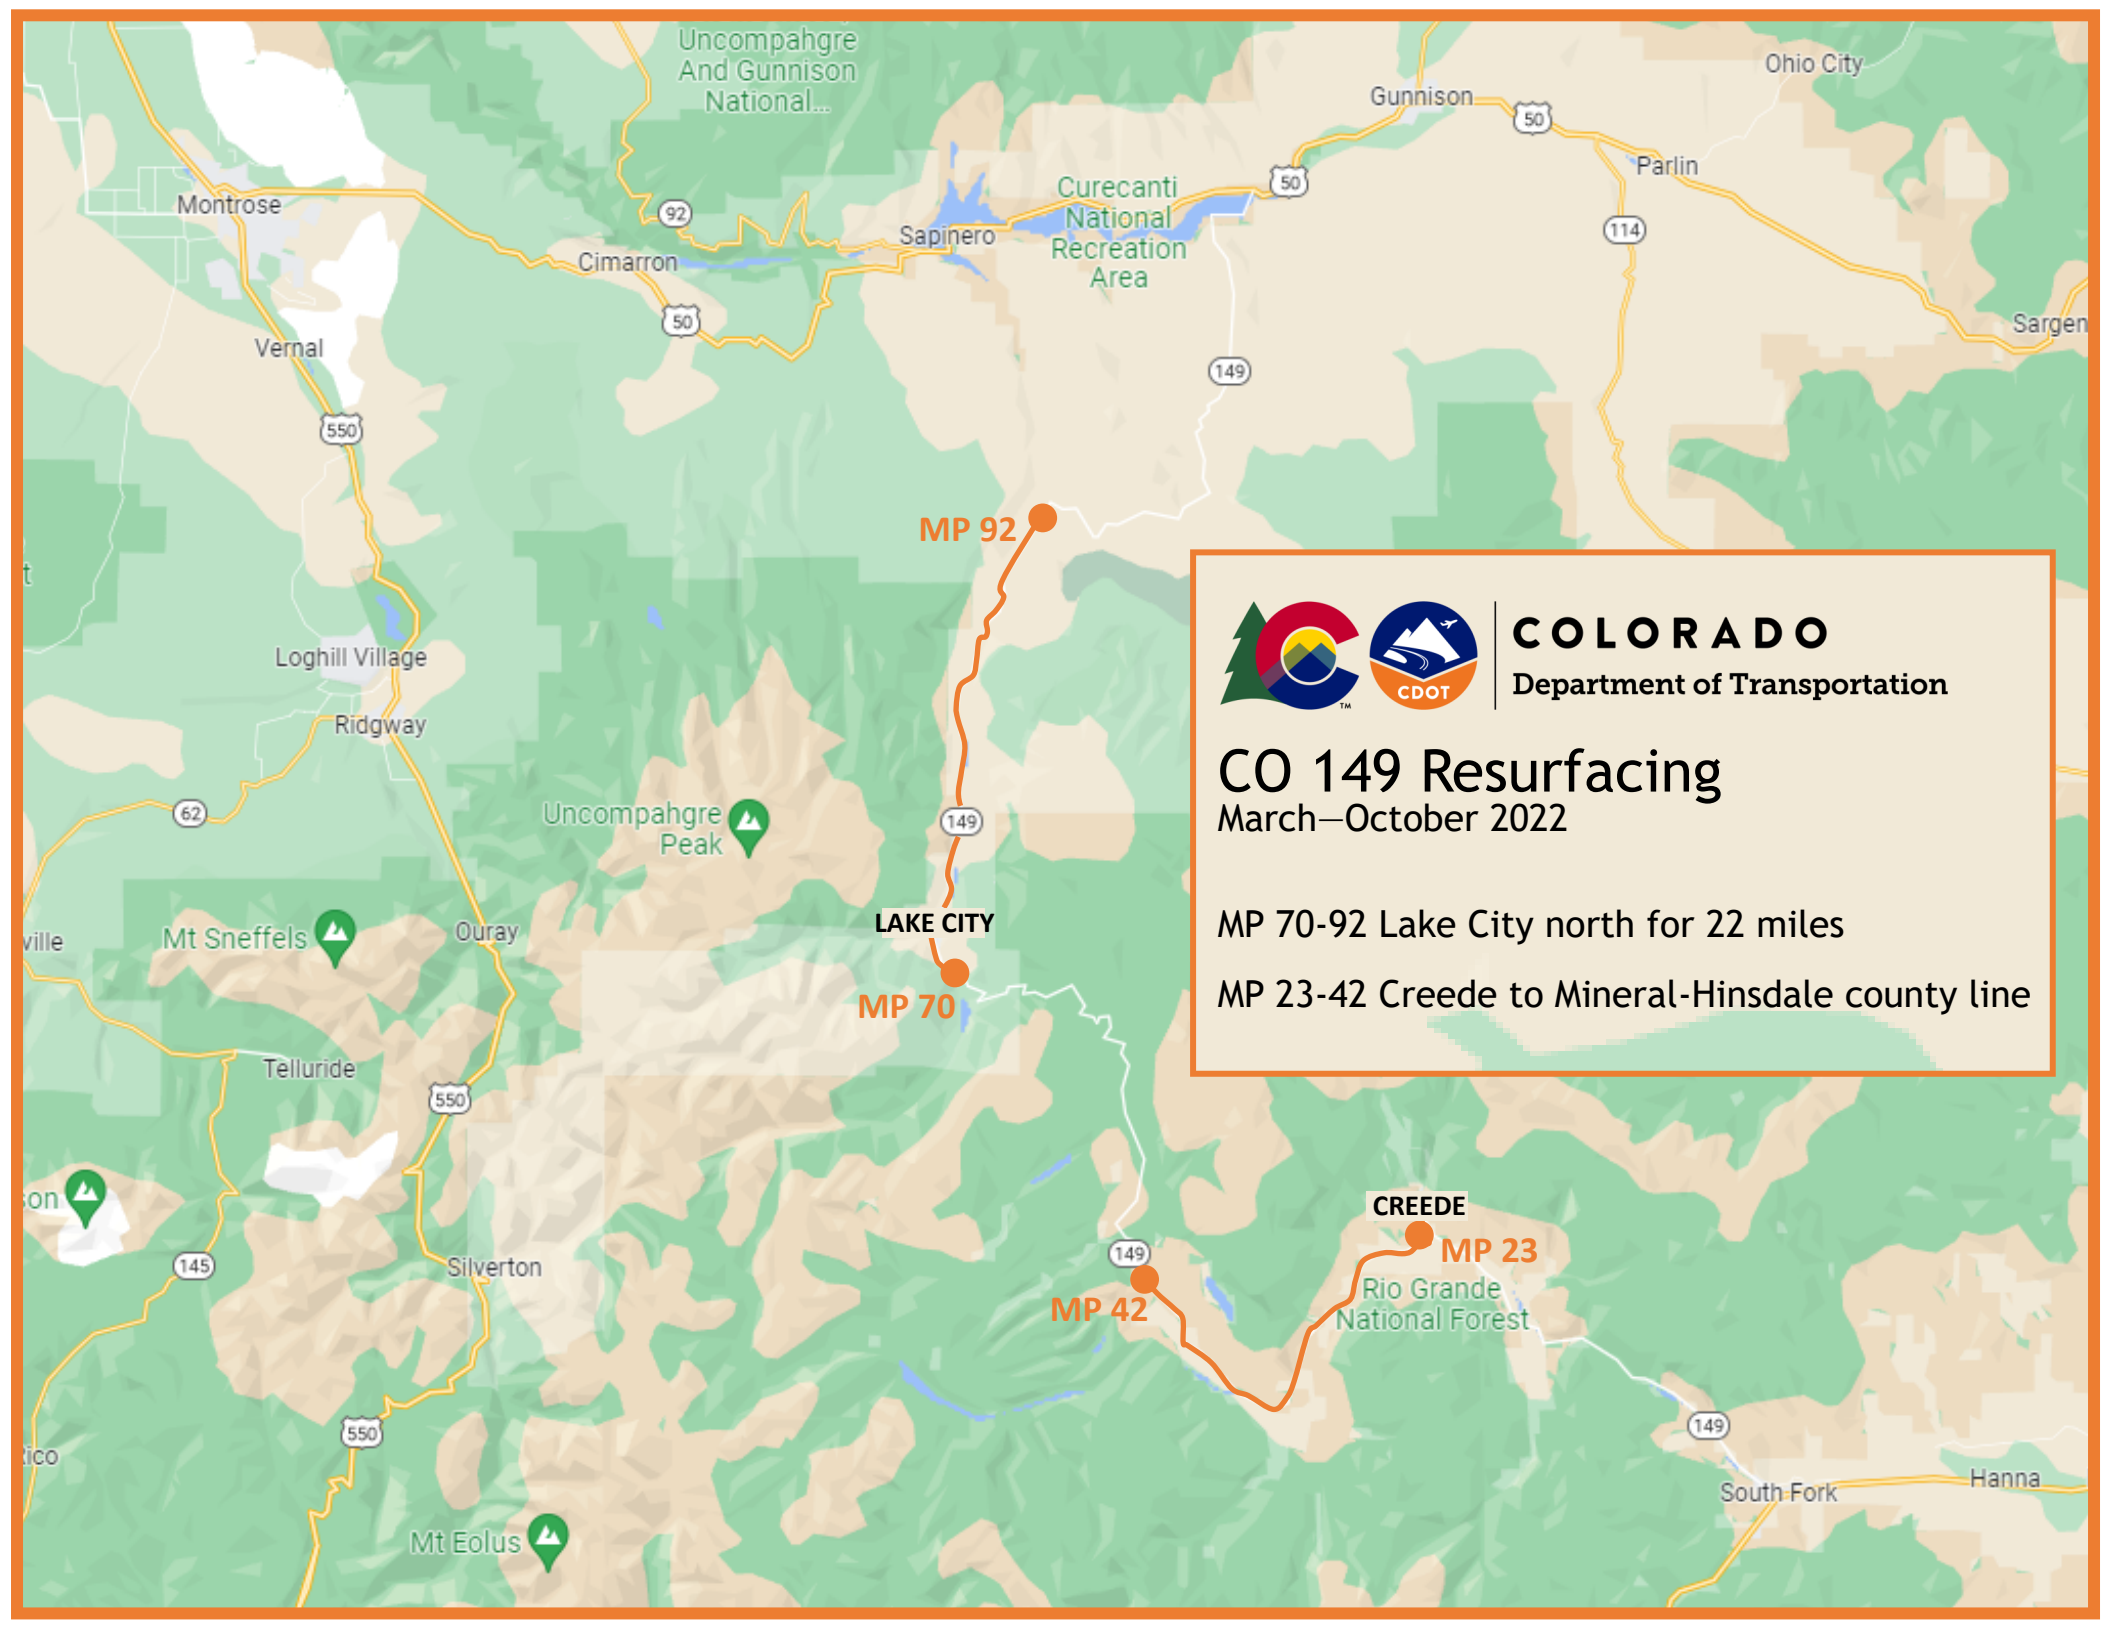 Uncompahgre
And Gunnison
National...
Ohio City
Gunnison
50
Parlin
Montrose
92
Curecanti
National
Recreation
Area
50
Sapinero
114
Cimarron
50
Sargen
Vernal
149
550
MP 92
t
COLORADO
Department of Transportation
CDOT
TM
Loghill Village
Ridgway
CO 149 Resurfacing
March—October 2022
62
Uncompahgre
Peak
149
MP 70-92 Lake City north for 22 miles
MP 23-42 Creede to Mineral-Hinsdale county line
LAKE CITY
ville
Mt Sneffels
Ouray
MP 70
Telluride
550
son
CREEDE
MP 23
149
145
Silverton
MP 42
Rio Grande
National Forest
550
149
Rico
South Fork
Hanna
Mt Eolus